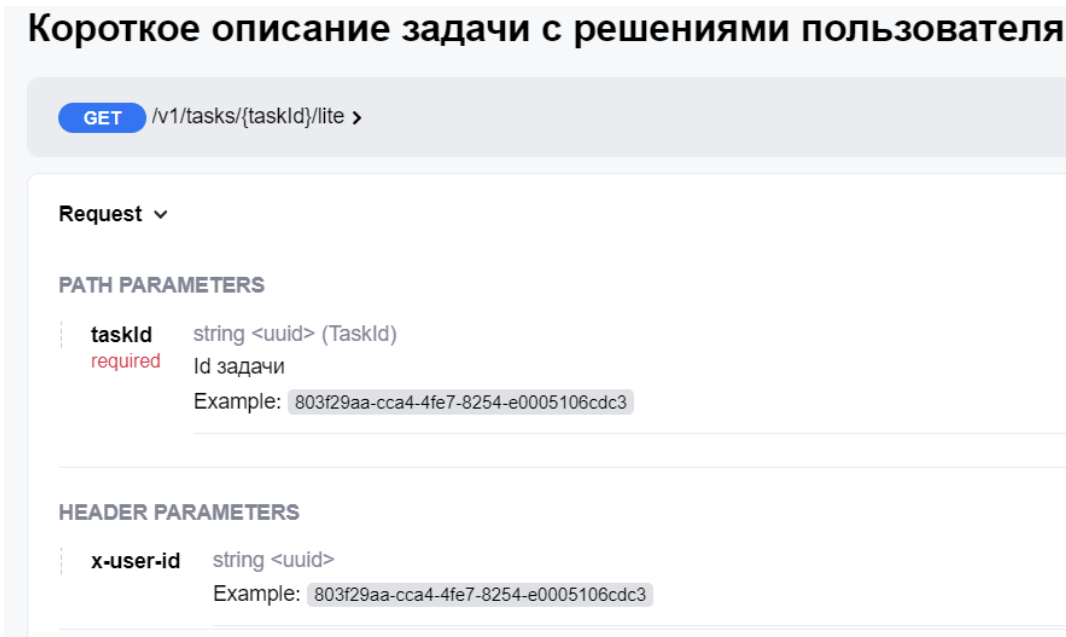 Короткое описание задачи с решениями пользователя
GET /v1/tasks/{taskId}/lite
Request
PATH PARAMETERS
taskId string <uuid> (TaskId)
required Id задачи
Example: 803f29aa-cca4-4fe7-8254-e0005106cdc3
HEADER PARAMETERS
x-user-id string <uuid>
Example: 803f29aa-cca4-4fe7-8254-e0005106cdc3